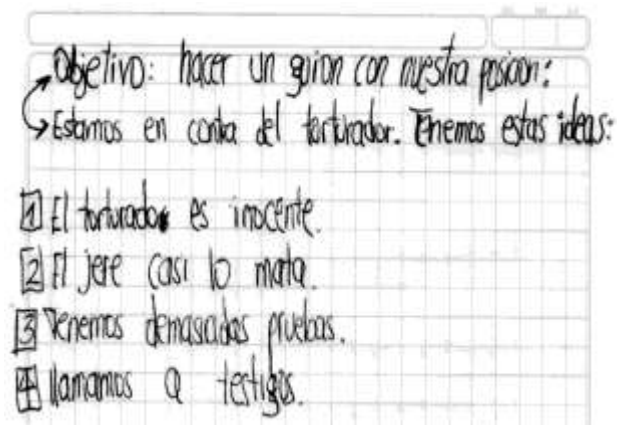 Objetivo: hacer un guion con nuestra posicion:
Estamos en contra del torturador. Tenemos estas ideas:
1 El torturador es inocente.
2 El jefe casi lo mata.
3 Tenemos demasiadas pruebas.
4 llamamos a testigos.